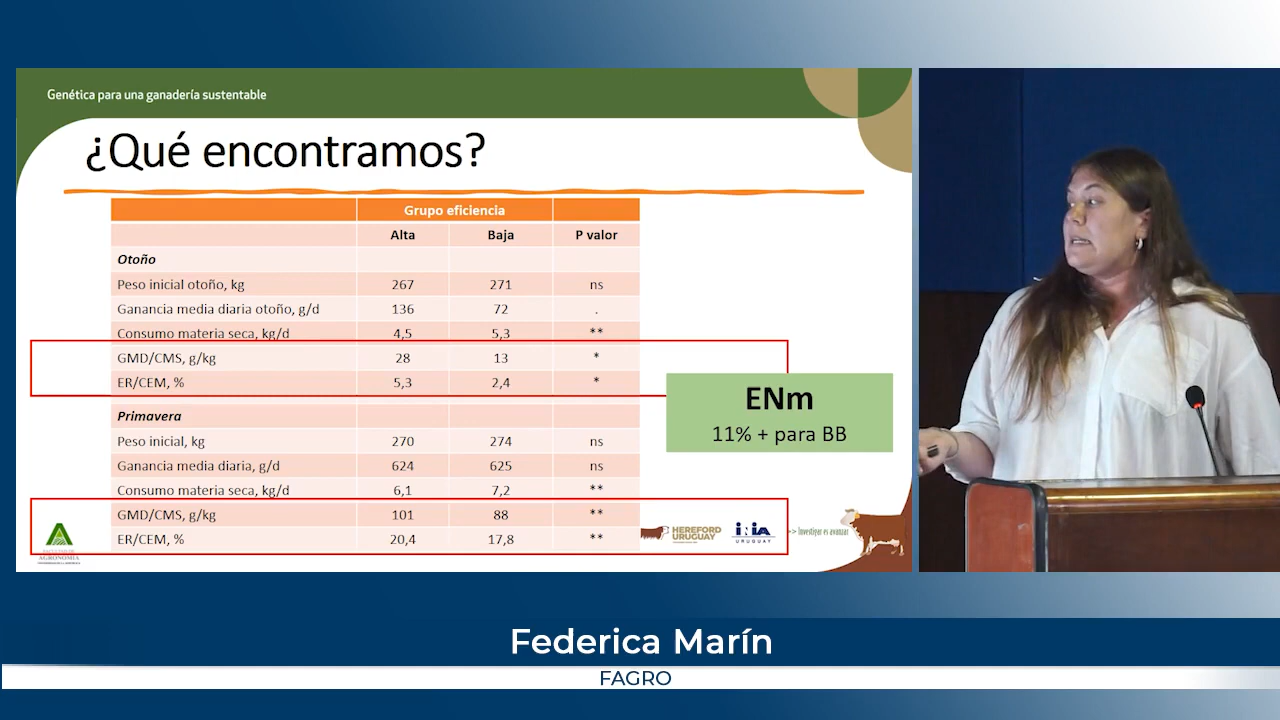 Genética para una ganadería sustentable
¿Qué encontramos?
Grupo eficiencia
Alta Baja P valor
Otoño
Peso inicial otoño, kg 267 271 ns
Ganancia media diaria otoño, g/d 136 72 .
Consumo materia seca, kg/d 4,5 5,3 **
GMD/CMS, g/kg 28 13 *
ER/CEM, % 5,3 2,4 *
Primavera
Peso inicial, kg 270 274 ns
Ganancia media diaria, g/d 624 625 ns
Consumo materia seca, kg/d 6,1 7,2 **
GMD/CMS, g/kg 101 88 **
ER/CEM, % 20,4 17,8 **
ENm
11% + para BB
FACULTAD DE
AGRONOMIA
HEREFORD
URUGUAY
INIA
URUGUAY
>> Investigar es avanzar
Federica Marín
FAGRO